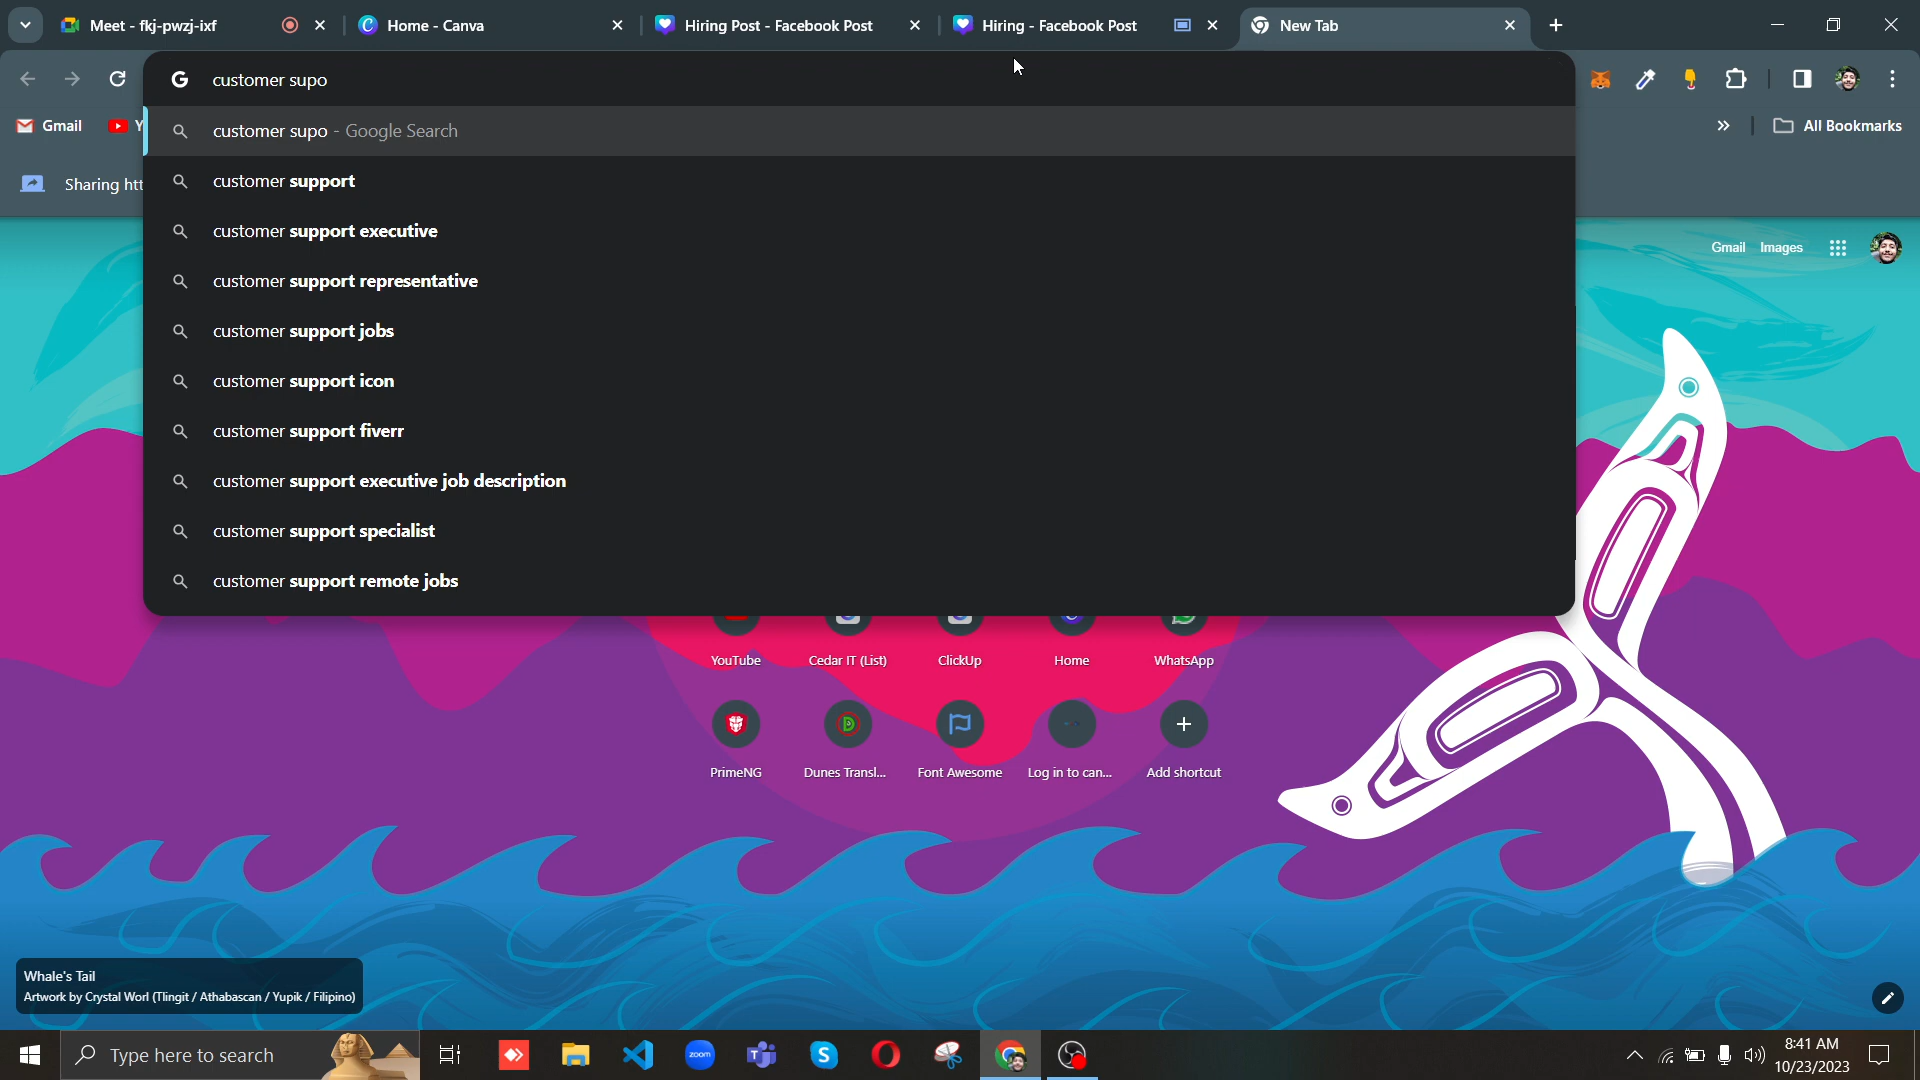 Meet - fkj-pwzj-ixf
Home - Canva
Hiring Post - Facebook Post
Hiring - Facebook Post
New Tab
customer supo
Gmail
All Bookmarks
customer supo - Google Search
Sharing htt
customer support
customer support executive
Gmail
Images
customer support representative
customer support jobs
customer support icon
customer support fiverr
customer support executive job description
customer support specialist
customer support remote jobs
YouTube
Cedar IT (List)
ClickUp
Home
WhatsApp
PrimeNG
Dunes Transl...
Font Awesome
Log in to can...
Add shortcut
Whale's Tail
Artwork by Crystal Worl (Tlingit / Athabascan / Yupik / Filipino)
Type here to search
zoom
8:41 AM
10/23/2023